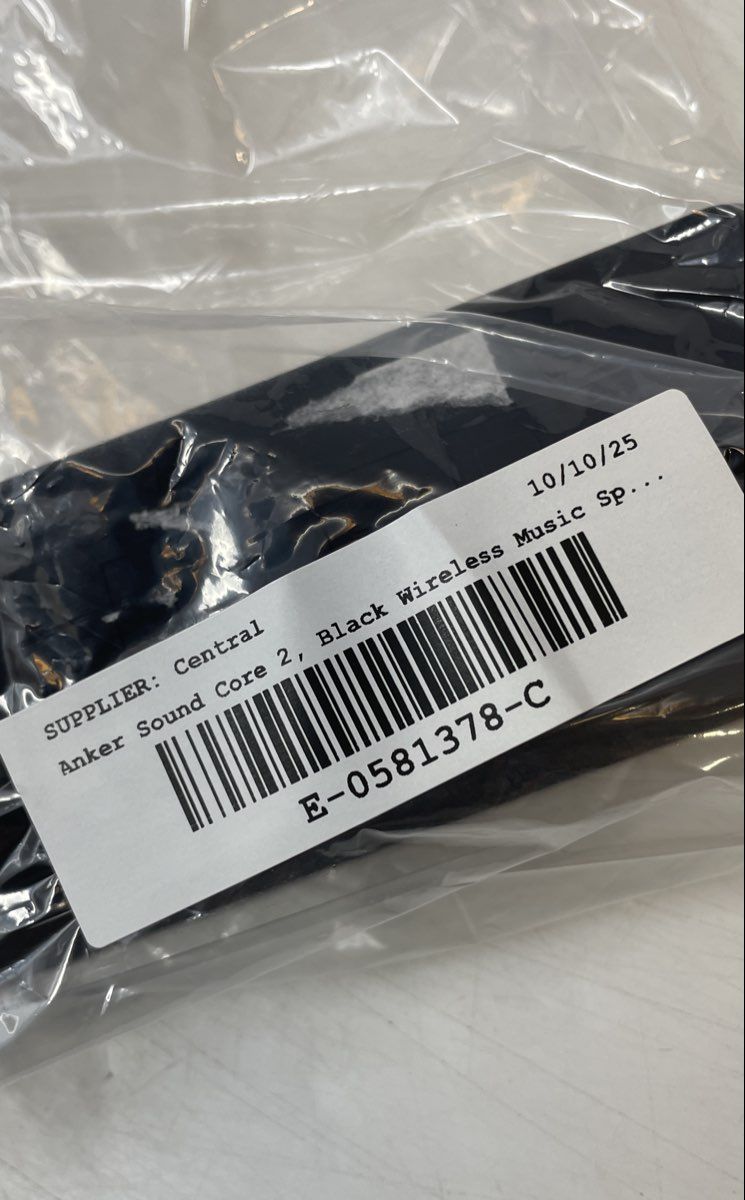 10/10/25
SUPPLIER: Central
Anker Sound Core 2, Black Wireless Music Sp...
E-0581378-C